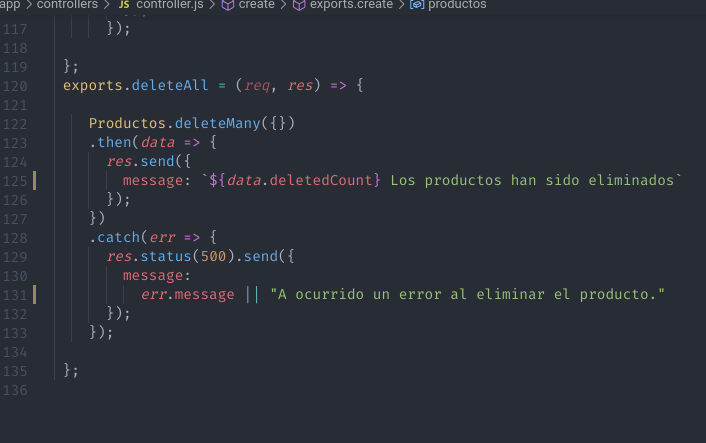 app > controllers > JS controller.js > create > exports.create > productos
117 });
118
119 };
120 exports.deleteAll = (req, res) => {
121
122 Productos.deleteMany({})
123 .then(data => {
124 res.send({
125 message: `${data.deletedCount} Los productos han sido eliminados`
126 });
127 })
128 .catch(err => {
129 res.status(500).send({
130 message:
131 err.message || "A ocurrido un error al eliminar el producto."
132 });
133 });
134
135 };
136